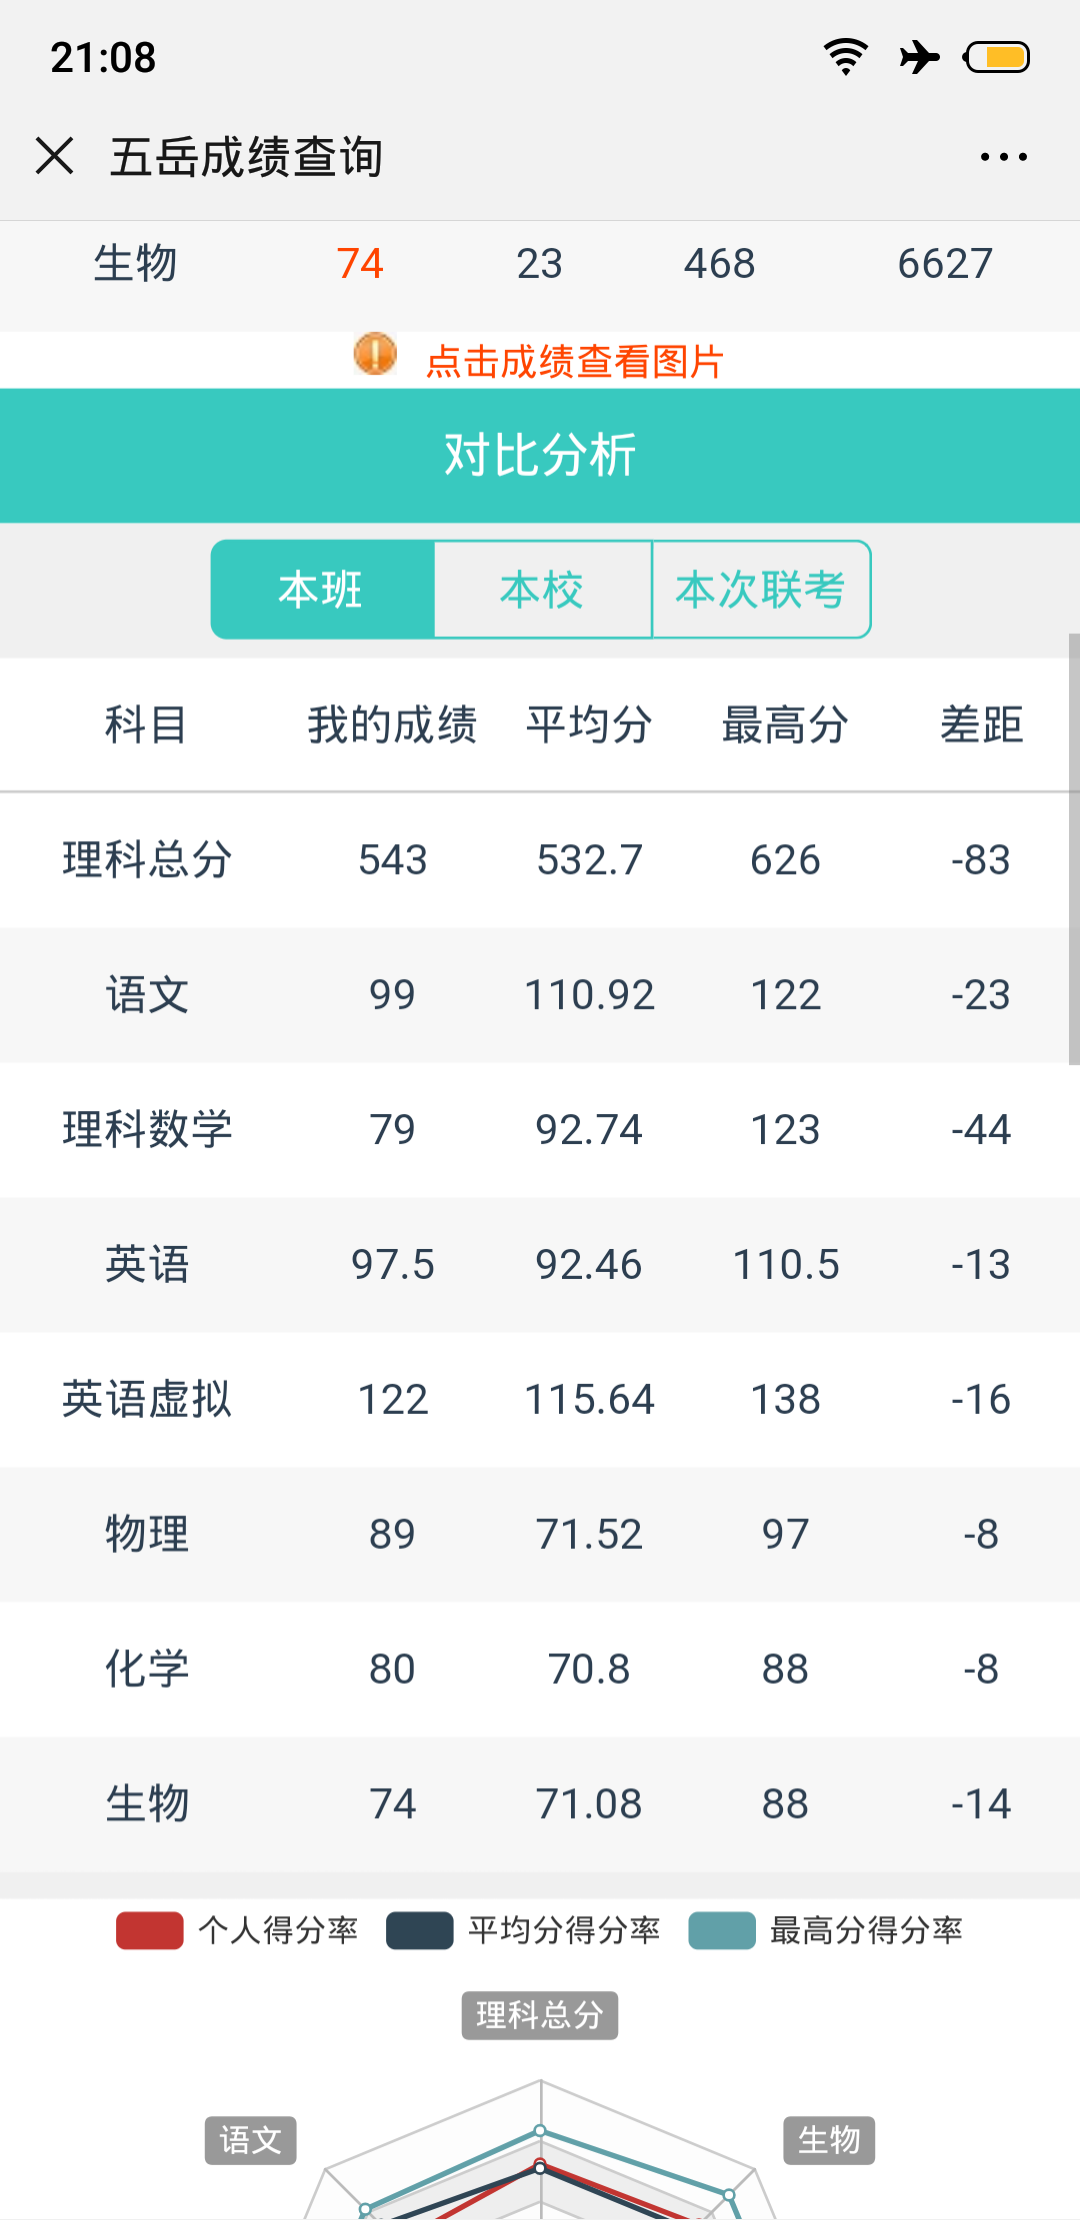 21:08
五岳成绩查询
生物 74 23 468 6627
点击成绩查看图片
对比分析
本班 本校 本次联考
科目 我的成绩 平均分 最高分 差距
理科总分 543 532.7 626 -83
语文 99 110.92 122 -23
理科数学 79 92.74 123 -44
英语 97.5 92.46 110.5 -13
英语虚拟 122 115.64 138 -16
物理 89 71.52 97 -8
化学 80 70.8 88 -8
生物 74 71.08 88 -14
个人得分率 平均分得分率 最高分得分率
理科总分
语文 生物